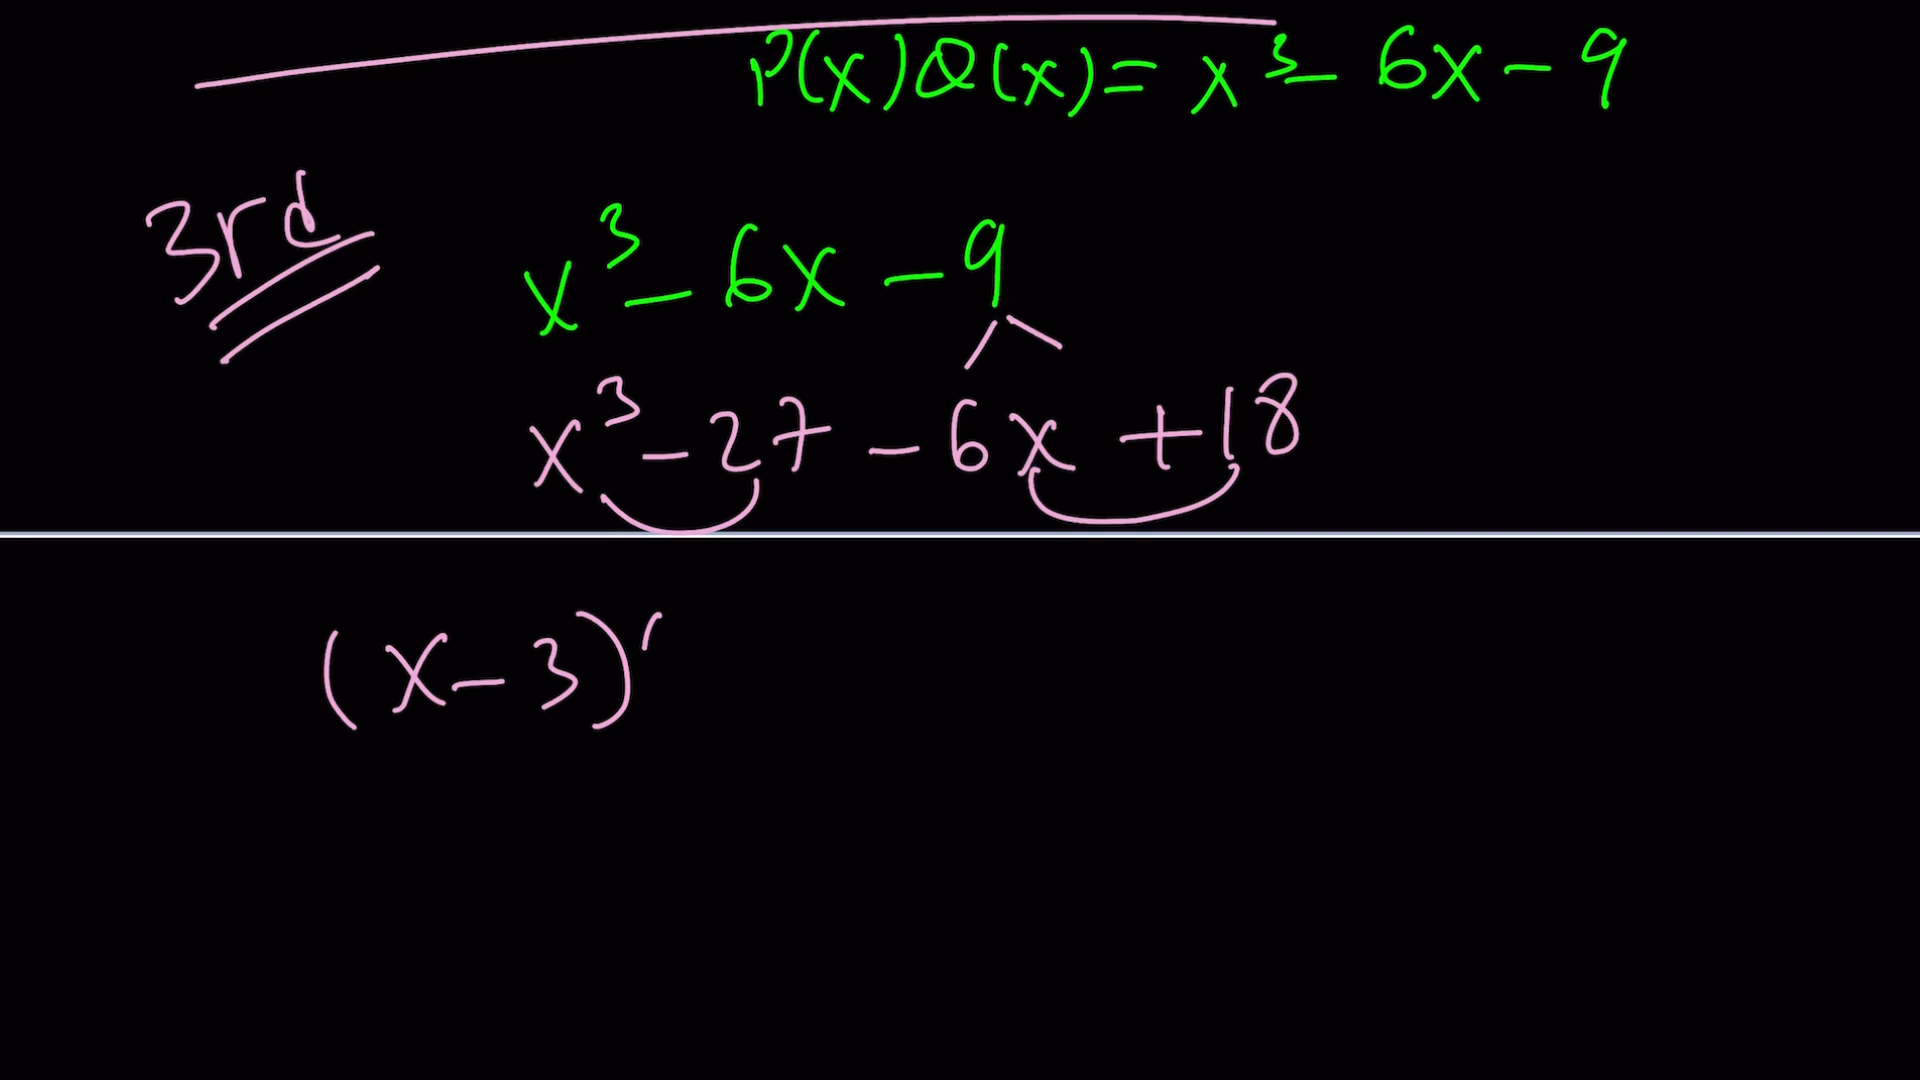 P(x)Q(x)= x³- 6x - 9
3rd
x³ - 6x - 9
x³ - 27 - 6x + 18
(x-3)(